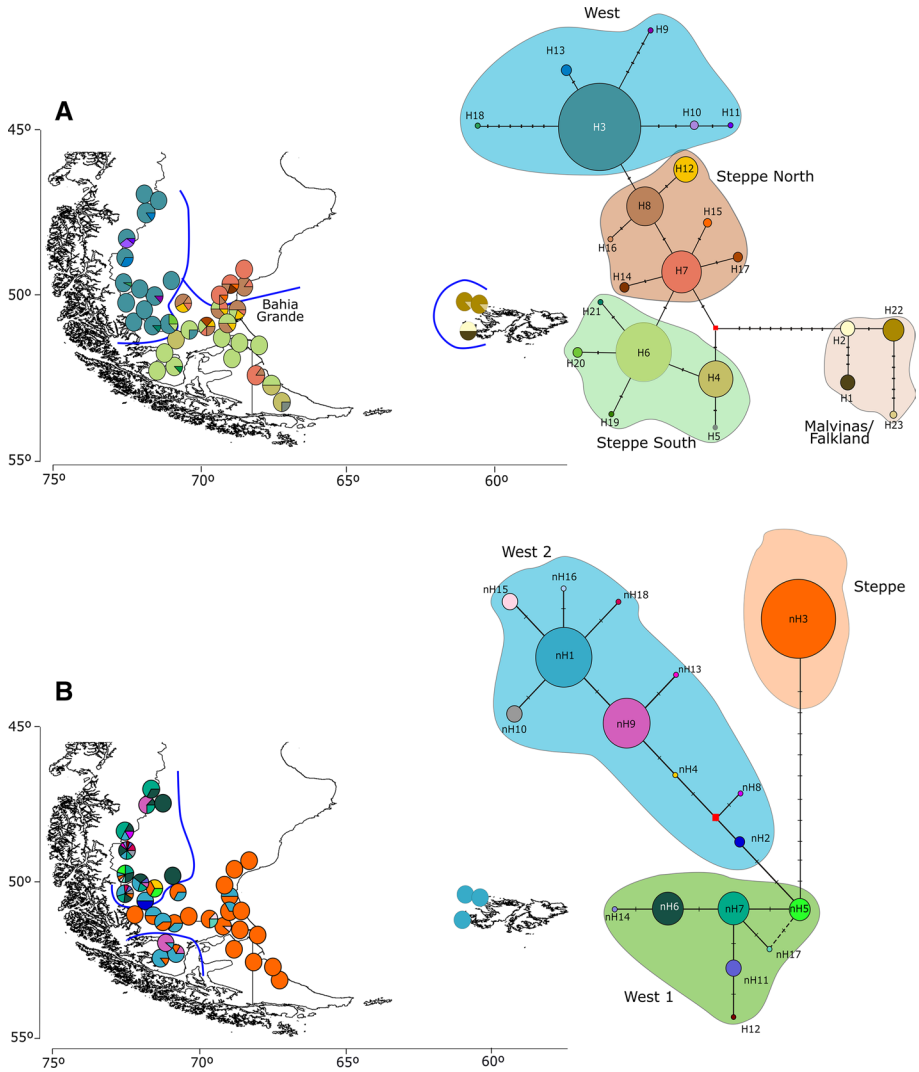 West
H9
H13
A
H18
H3
H10
H11
45º
H12
Steppe North
H8
H15
H16
H7
H17
H14
50º
Bahia
Grande
H21
H22
H2
H6
H20
H4
H1
H23
H19
H5
Malvinas/
Falkland
Steppe South
55º
75º
70º
65º
60º
West 2
nH16
nH15
nH18
Steppe
nH3
nH1
nH13
B
nH9
nH10
45º
nH4
nH8
nH2
50º
nH6
nH7
nH5
nH14
nH17
nH11
West 1
H12
55º
75º
70º
65º
60º